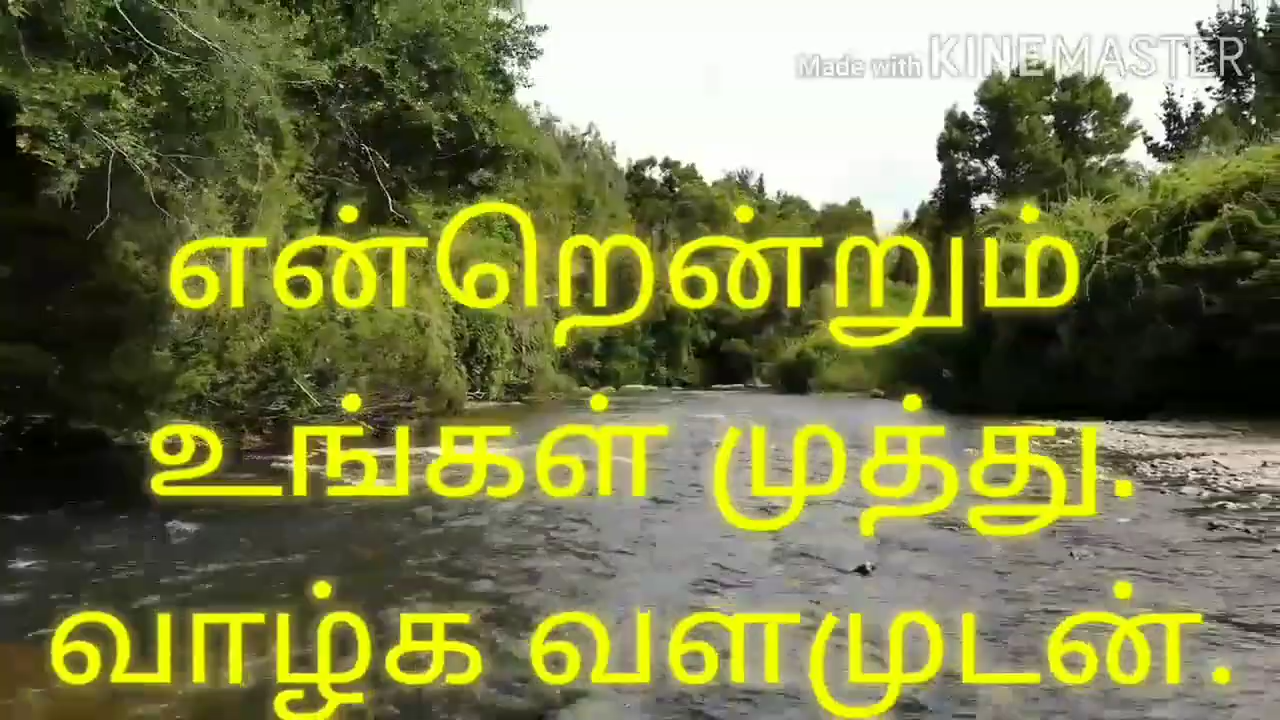 Made with KINEMASTER
என்றென்றும்
உங்கள் முத்து.
வாழ்க வளமுடன்.